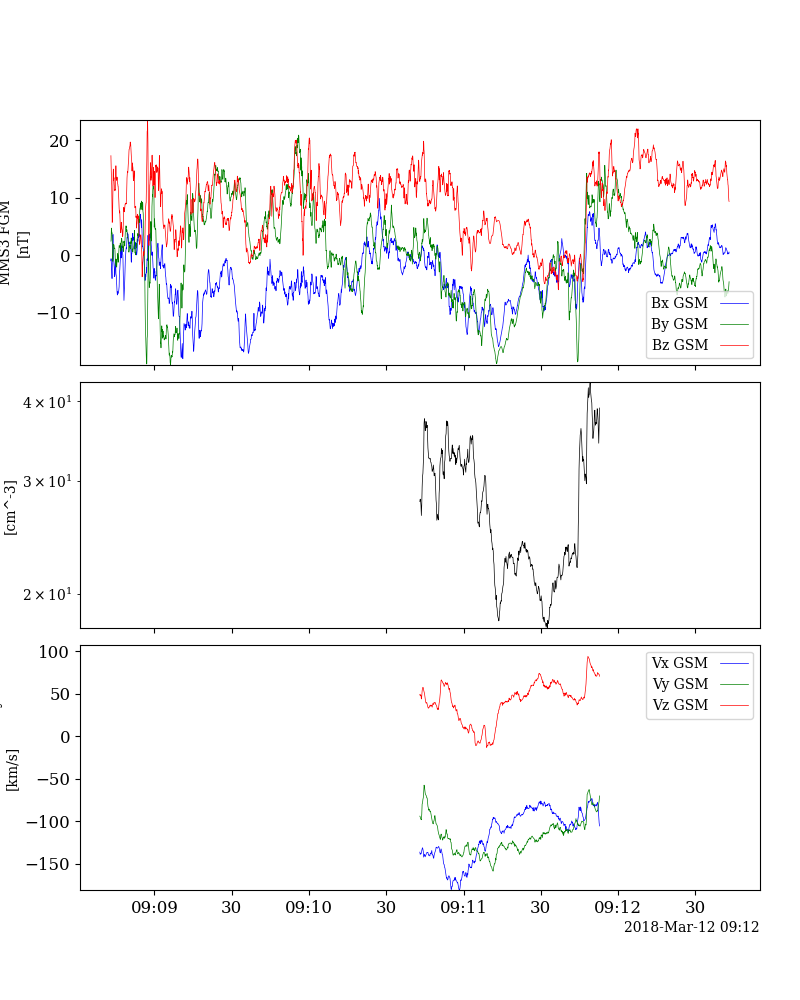 20
10
0
−10
MMS3 FGM
[nT]
Bx GSM
By GSM
Bz GSM
4 × 10¹
3 × 10¹
2 × 10¹
[cm^-3]
100
50
0
−50
−100
−150
[km/s]
Vx GSM
Vy GSM
Vz GSM
09:09 30 09:10 30 09:11 30 09:12 30
2018-Mar-12 09:12